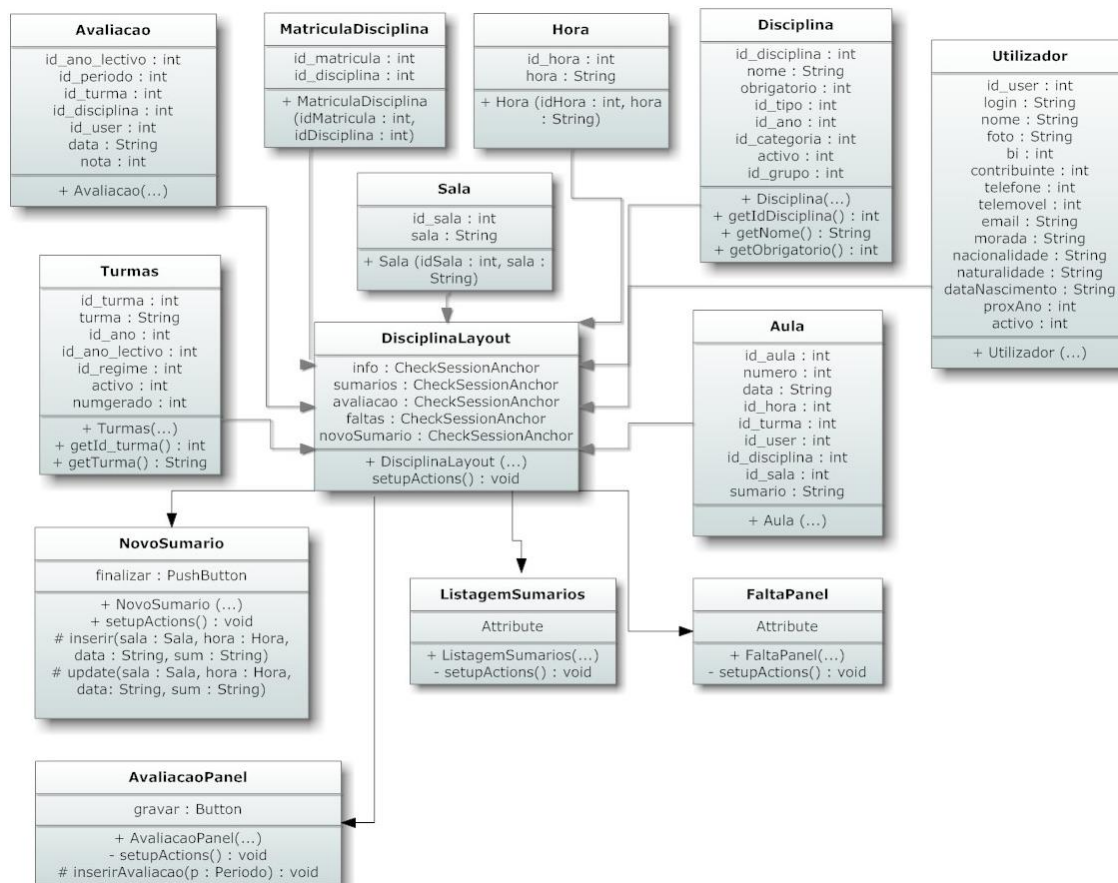 Avaliacao
id_ano_lectivo : int
id_periodo : int
id_turma : int
id_disciplina : int
id_user : int
data : String
nota : int
+ Avaliacao(...)
MatriculaDisciplina
id_matricula : int
id_disciplina : int
+ MatriculaDisciplina
(idMatricula : int,
idDisciplina : int)
Hora
id_hora : int
hora : String
+ Hora (idHora : int, hora
: String)
Disciplina
id_disciplina : int
nome : String
obrigatorio : int
id_tipo : int
id_ano : int
id_categoria : int
activo : int
id_grupo : int
+ Disciplina(...)
+ getIdDisciplina() : int
+ getNome() : String
+ getObrigatorio() : int
Utilizador
id_user : int
login : String
nome : String
foto : String
bi : int
contribuinte : int
telefone : int
telemovel : int
email : String
morada : String
nacionalidade : String
naturalidade : String
dataNascimento : String
proxAno : int
activo : int
+ Utilizador (...)
Sala
id_sala : int
sala : String
+ Sala (idSala : int, sala :
String)
Turmas
id_turma : int
turma : String
id_ano : int
id_ano_lectivo : int
id_regime : int
activo : int
numgerado : int
+ Turmas(...)
+ getId_turma() : int
+ getTurma() : String
DisciplinaLayout
info : CheckSessionAnchor
sumarios : CheckSessionAnchor
avaliacao : CheckSessionAnchor
faltas : CheckSessionAnchor
novoSumario : CheckSessionAnchor
+ DisciplinaLayout (...)
setupActions() : void
Aula
id_aula : int
numero : int
data : String
id_hora : int
id_turma : int
id_user : int
id_disciplina : int
id_sala : int
sumario : String
+ Aula (...)
NovoSumario
finalizar : PushButton
+ NovoSumario (...)
+ setupActions() : void
# inserir(sala : Sala, hora : Hora,
data : String, sum : String)
# update(sala : Sala, hora : Hora,
data: String, sum : String)
ListagemSumarios
Attribute
+ ListagemSumarios(...)
- setupActions() : void
FaltaPanel
Attribute
+ FaltaPanel(...)
- setupActions() : void
AvaliacaoPanel
gravar : Button
+ AvaliacaoPanel(...)
- setupActions() : void
# inserirAvaliacao(p : Periodo) : void